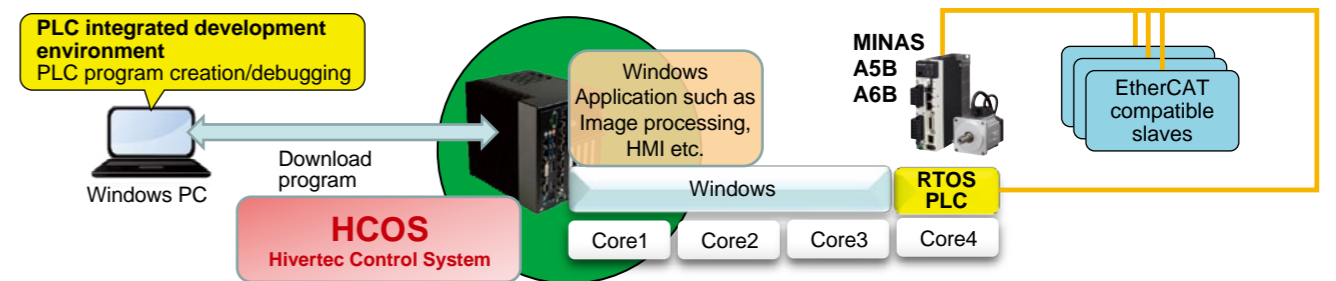 PLC integrated development
environment
PLC program creation/debugging
Windows PC
Download
program
HCOS
Hivertec Control System
Windows
Application such as
Image processing,
HMI etc.
Windows
RTOS
PLC
Core1
Core2
Core3
Core4
MINAS
A5B
A6B
EtherCAT
compatible
slaves